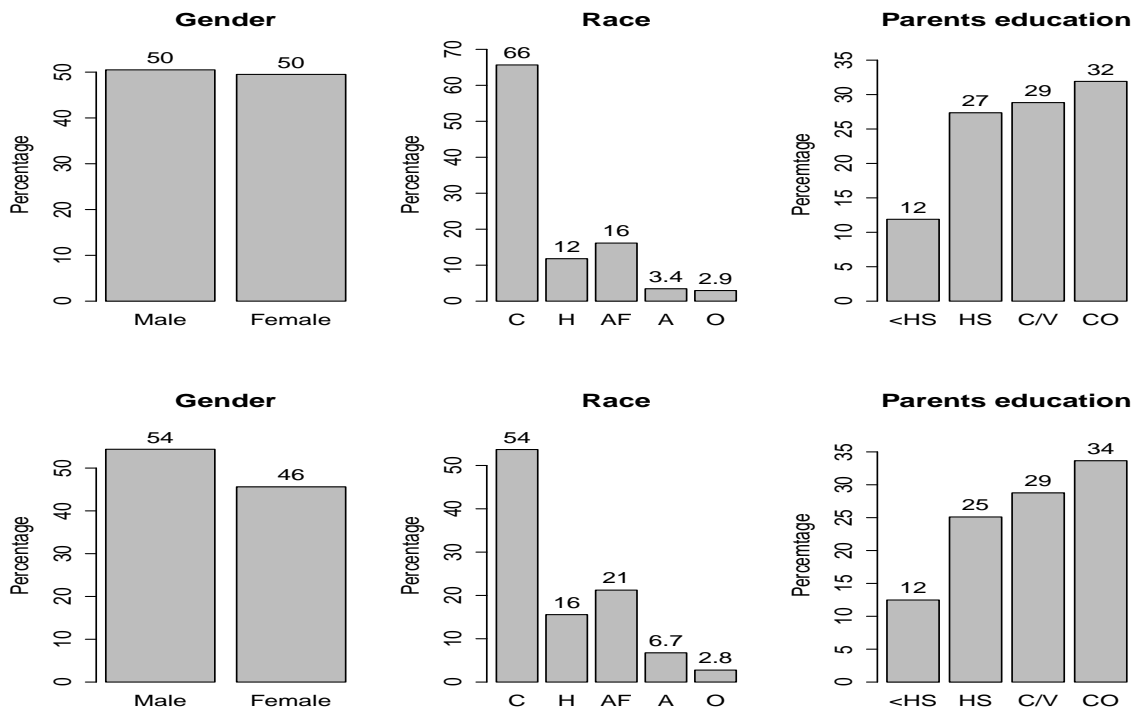 Gender
Percentage
0 10 20 30 40 50
50 50
Male Female
Race
Percentage
0 10 20 30 40 50 60 70
66 12 16 3.4 2.9
C H AF A O
Parents education
Percemtage
0 5 10 15 20 25 30 35
12 27 29 32
<HS HS C/V CO
Gender
Percentage
0 10 20 30 40 50
54 46
Male Female
Race
Percentage
0 10 20 30 40 50
54 16 21 6.7 2.8
C H AF A O
Parents education
Percemtage
0 5 10 15 20 25 30 35
12 25 29 34
<HS HS C/V CO